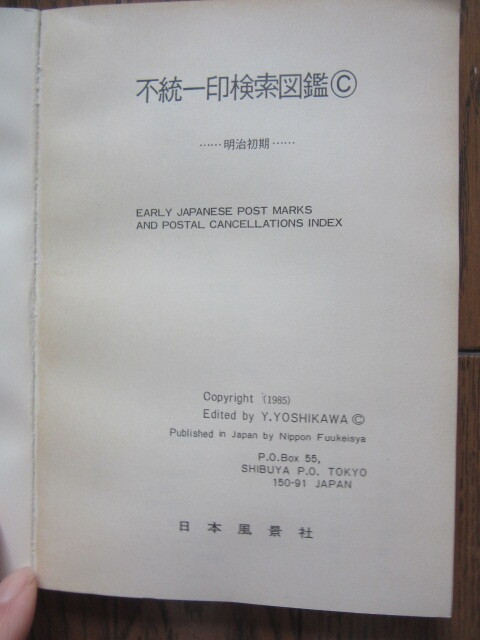 不統一印検索図鑑©
……明治初期……
EARLY JAPANESE POST MARKS
AND POSTAL CANCELLATIONS INDEX
Copyright (1985)
Edited by Y.YOSHIKAWA ©
Published in Japan by Nippon Fuukeisya
P.O.Box 55,
SHIBUYA P.O. TOKYO
150-91 JAPAN
日本風景社